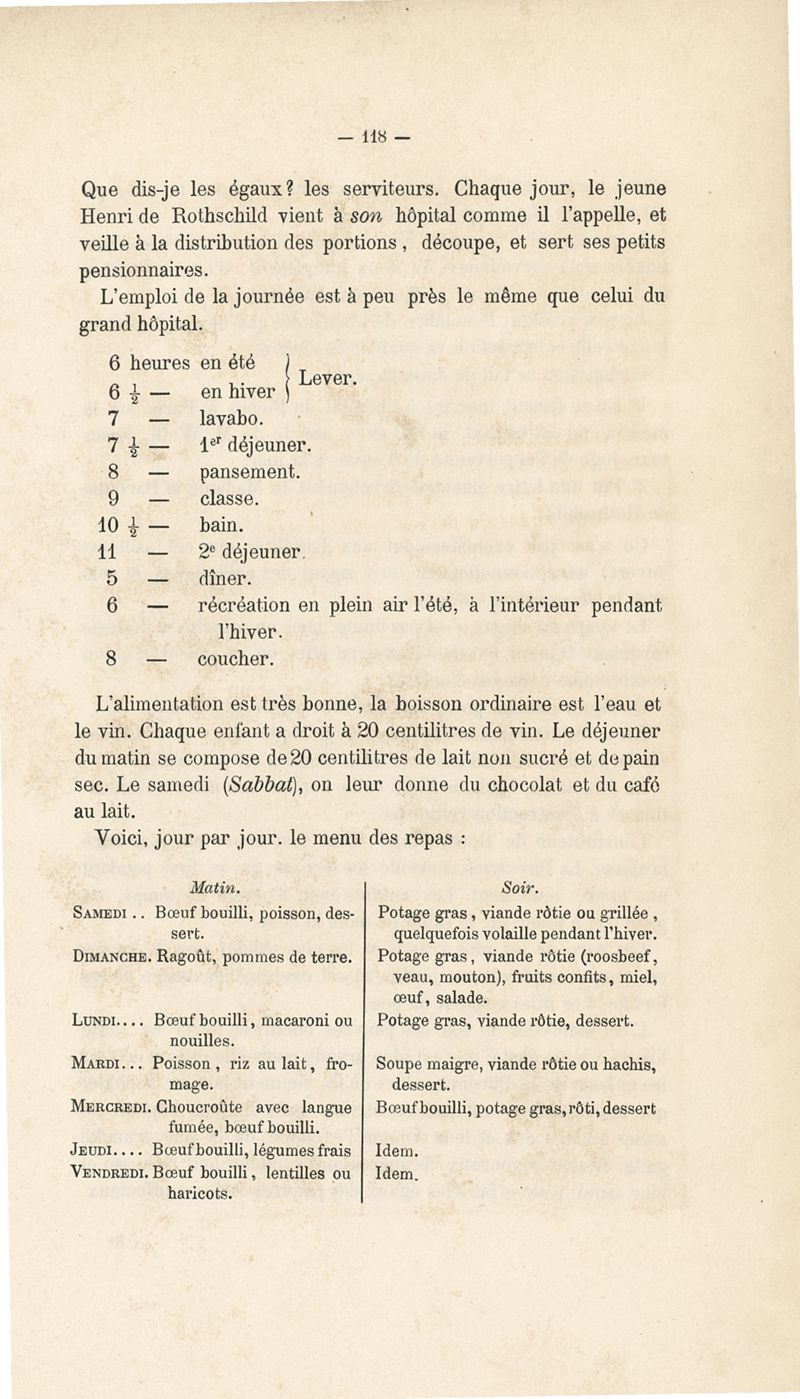 — 118 —
Que dis-je les égaux? les serviteurs. Chaque jour, le jeune
Henri de Rothschild vient à son hôpital comme il l'appelle, et
veille à la distribution des portions, découpe, et sert ses petits
pensionnaires.
L'emploi de la journée est à peu près le même que celui du
grand hôpital.
6 heures en été
6 ½ — en hiver } Lever.
7 — lavabo.
7 ½ — 1er déjeuner.
8 — pansement.
9 — classe.
10 ½ — bain.
11 — 2e déjeuner.
5 — dîner.
6 — récréation en plein air l'été, à l'intérieur pendant
l'hiver.
8 — coucher.
L'alimentation est très bonne, la boisson ordinaire est l'eau et
le vin. Chaque enfant a droit à 20 centilitres de vin. Le déjeuner
du matin se compose de 20 centilitres de lait non sucré et de pain
sec. Le samedi (Sabbat), on leur donne du chocolat et du café
au lait.
Voici, jour par jour. le menu des repas :
Matin.
SAMEDI .. Bœuf bouilli, poisson, des-
sert.
DIMANCHE. Ragoût, pommes de terre.
LUNDI.... Bœuf bouilli, macaroni ou
nouilles.
MARDI... Poisson, riz au lait, fro-
mage.
MERCREDI. Choucroûte avec langue
fumée, bœuf bouilli.
JEUDI.... Bœuf bouilli, légumes frais
VENDREDI. Bœuf bouilli, lentilles ou
haricots.
Soir.
Potage gras, viande rôtie ou grillée,
quelquefois volaille pendant l'hiver.
Potage gras, viande rôtie (roosbeef,
veau, mouton), fruits confits, miel,
œuf, salade.
Potage gras, viande rôtie, dessert.
Soupe maigre, viande rôtie ou hachis,
dessert.
Bœuf bouilli, potage gras, rôti, dessert
Idem.
Idem.